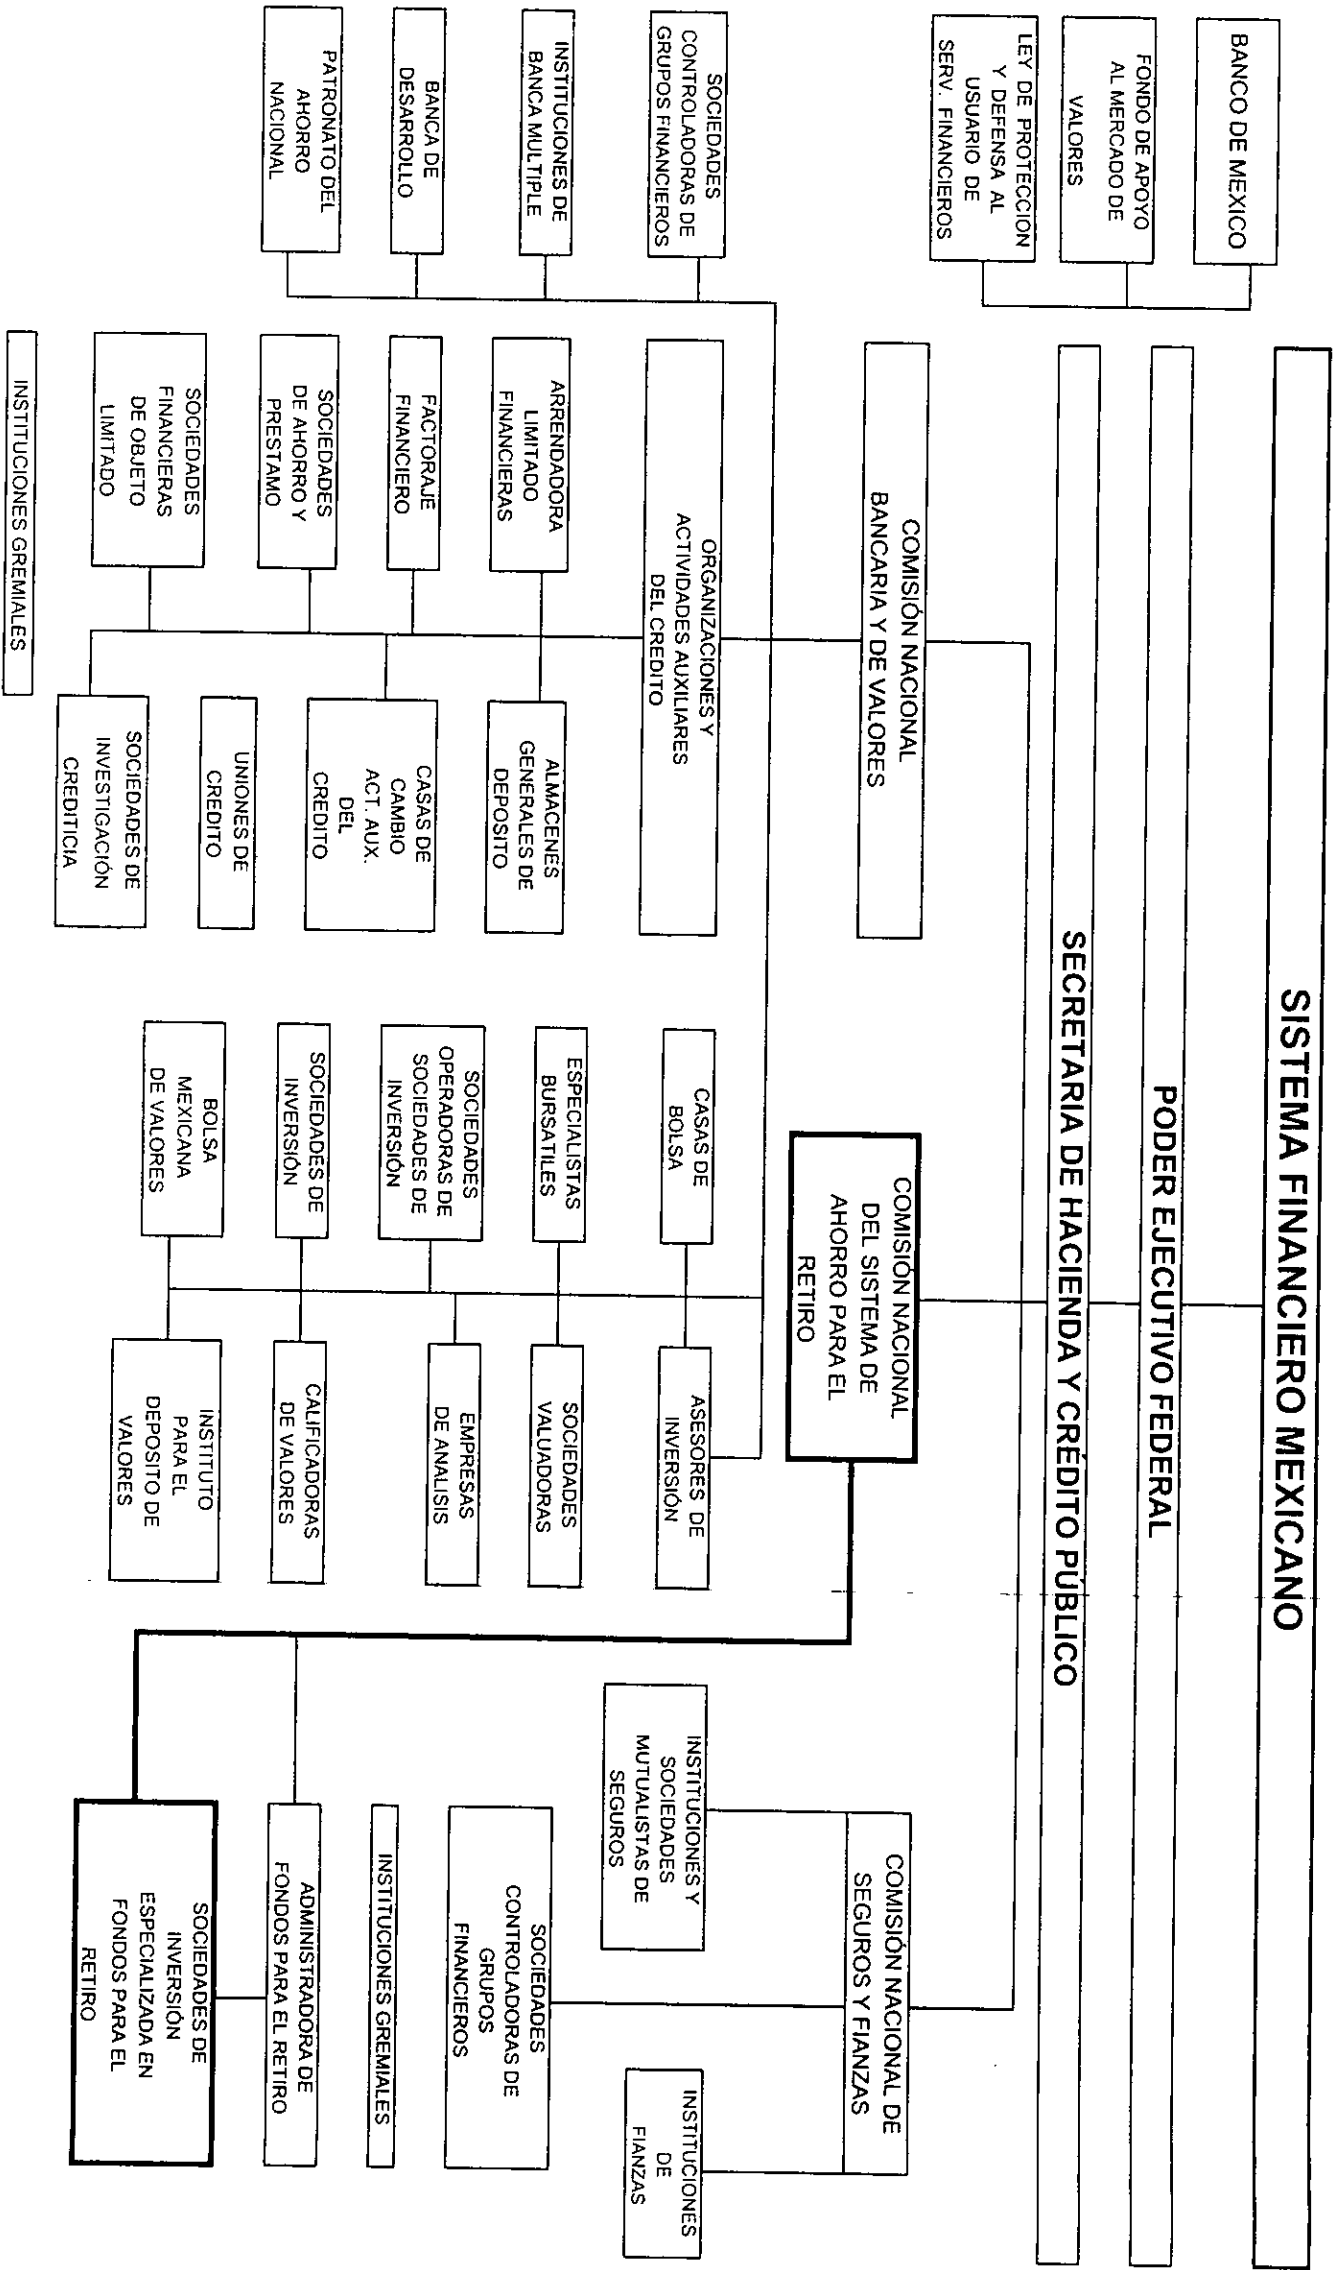 SISTEMA FINANCIERO MEXICANO
PODER EJECUTIVO FEDERAL
SECRETARIA DE HACIENDA Y CRÉDITO PÚBLICO
BANCO DE MEXICO
FONDO DE APOYO
AL MERCADO DE
VALORES
LEY DE PROTECCION
Y DEFENSA AL
USUARIO DE
SERV. FINANCIEROS
COMISIÓN NACIONAL
BANCARIA Y DE VALORES
COMISIÓN NACIONAL
DEL SISTEMA DE
AHORRO PARA EL
RETIRO
COMISIÓN NACIONAL DE
SEGUROS Y FIANZAS
SOCIEDADES
CONTROLADORAS DE
GRUPOS FINANCIEROS
INSTITUCIONES DE
BANCA MULTIPLE
BANCA DE
DESARROLLO
PATRONATO DEL
AHORRO
NACIONAL
ORGANIZACIONES Y
ACTIVIDADES AUXILIARES
DEL CREDITO
ARRENDADORA
LIMITADO
FINANCIERAS
FACTORAJE
FINANCIERO
SOCIEDADES
DE AHORRO Y
PRESTAMO
SOCIEDADES
FINANCIERAS
DE OBJETO
LIMITADO
INSTITUCIONES GREMIALES
ALMACENES
GENERALES DE
DEPOSITO
CASAS DE
CAMBIO
ACT. AUX.
DEL
CREDITO
UNIONES DE
CREDITO
SOCIEDADES DE
INVESTIGACIÓN
CREDITICIA
CASAS DE
BOLSA
ESPECIALISTAS
BURSATILES
SOCIEDADES
OPERADORAS DE
SOCIEDADES DE
INVERSIÓN
SOCIEDADES DE
INVERSIÓN
BOLSA
MEXICANA
DE VALORES
ASESORES DE
INVERSIÓN
SOCIEDADES
VALUADORAS
EMPRESAS
DE ANALISIS
CALIFICADORAS
DE VALORES
INSTITUTO
PARA EL
DEPOSITO DE
VALORES
INSTITUCIONES Y
SOCIEDADES
MUTUALISTAS DE
SEGUROS
SOCIEDADES
CONTROLADORAS DE
GRUPOS
FINANCIEROS
INSTITUCIONES
DE
FIANZAS
INSTITUCIONES GREMIALES
ADMINISTRADORA DE
FONDOS PARA EL RETIRO
SOCIEDADES DE
INVERSIÓN
ESPECIALIZADA EN
FONDOS PARA EL
RETIRO